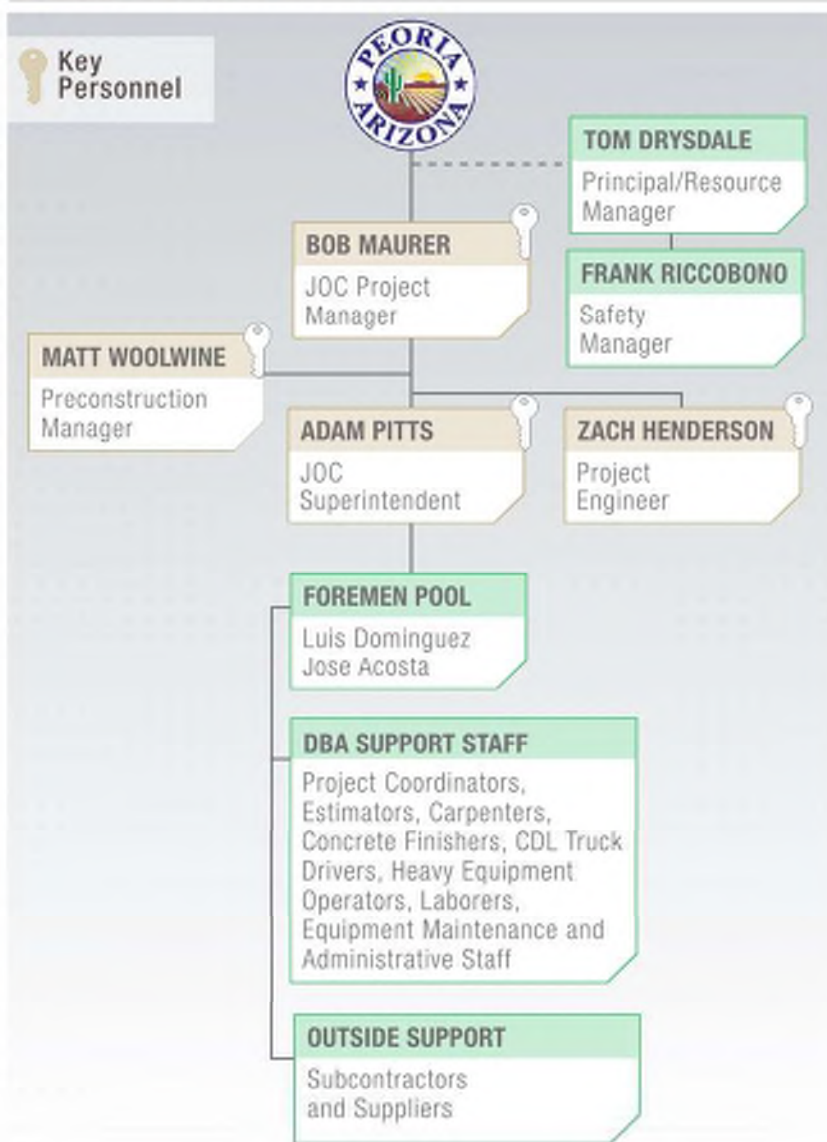 Key
Personnel
PEORIA
ARIZONA
TOM DRYSDALE
Principal/Resource
Manager
BOB MAURER
JOC Project
Manager
FRANK RICCOBONO
Safety
Manager
MATT WOOLWINE
Preconstruction
Manager
ADAM PITTS
JOC
Superintendent
ZACH HENDERSON
Project
Engineer
FOREMEN POOL
Luis Dominguez
Jose Acosta
DBA SUPPORT STAFF
Project Coordinators,
Estimators, Carpenters,
Concrete Finishers, CDL Truck
Drivers, Heavy Equipment
Operators, Laborers,
Equipment Maintenance and
Administrative Staff
OUTSIDE SUPPORT
Subcontractors
and Suppliers